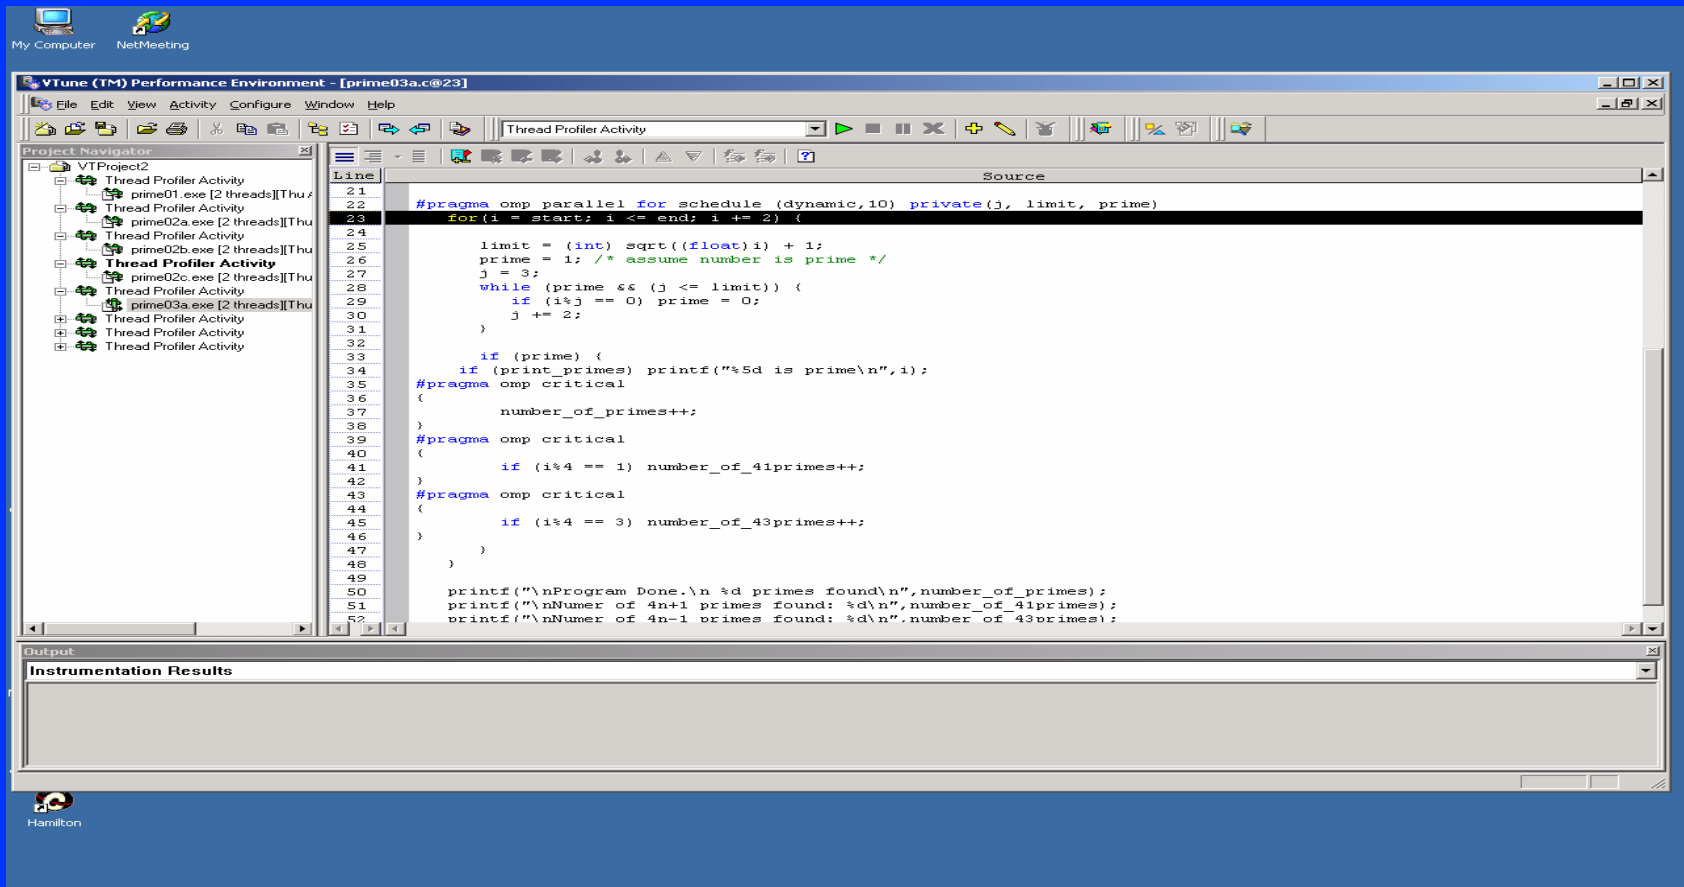 My Computer
NetMeeting
VTune (TM) Performance Environment - [prime03a.c@23]
File Edit View Activity Configure Window Help
Thread Profiler Activity
Project Navigator
VTProject2
Thread Profiler Activity
prime01.exe [2 threads][Thu
Thread Profiler Activity
prime02a.exe [2 threads][Thu
Thread Profiler Activity
prime02b.exe [2 threads][Thu
Thread Profiler Activity
prime02c.exe [2 threads][Thu
Thread Profiler Activity
prime03a.exe [2 threads][Thu
Thread Profiler Activity
Thread Profiler Activity
Thread Profiler Activity
Line Source
21
22 #pragma omp parallel for schedule (dynamic,10) private(j, limit, prime)
23 for(i = start; i <= end; i += 2) {
24
25 limit = (int) sqrt((float)i) + 1;
26 prime = 1; /* assume number is prime */
27 j = 3;
28 while (prime && (j <= limit)) {
29 if (i%j == 0) prime = 0;
30 j += 2;
31 }
32
33 if (prime) {
34 if (print_primes) printf("%5d is prime\n",i);
35 #pragma omp critical
36 {
37 number_of_primes++;
38 }
39 #pragma omp critical
40 {
41 if (i%4 == 1) number_of_41primes++;
42 }
43 #pragma omp critical
44 {
45 if (i%4 == 3) number_of_43primes++;
46 }
47 }
48 }
49
50 printf("\nProgram Done.\n %d primes found\n",number_of_primes);
51 printf("\nNumer of 4n+1 primes found: %d\n",number_of_41primes);
52 printf("\nNumer of 4n-1 primes found: %d\n",number_of_43primes);
Output
Instrumentation Results
Hamilton